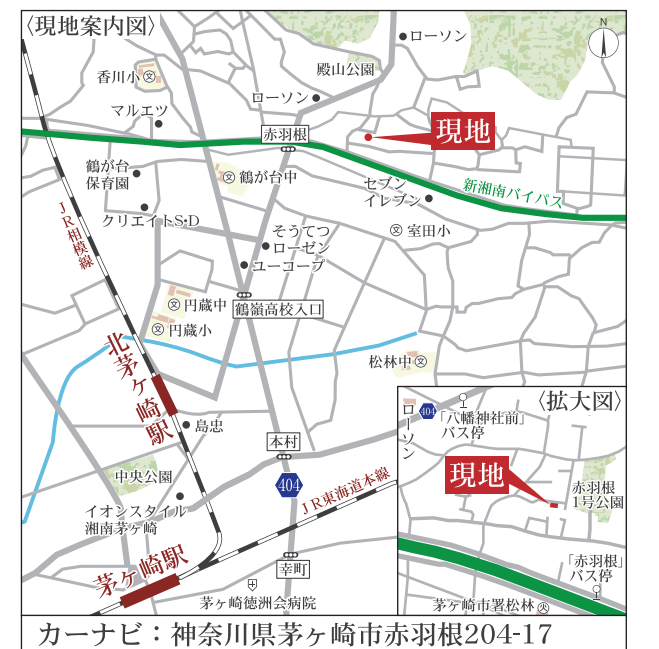 〈現地案内図〉
N
ローソン
殿山公園
香川小
文
ローソン
マルエツ
赤羽根
現地
鶴が台
保育園
文
鶴が台中
セブン
イレブン
新湘南バイパス
クリエイトS・D
JR相模線
そうてつ
ローゼン
文
室田小
ユーコープ
文
円蔵中
鶴嶺高校入口
文
円蔵小
北茅ヶ崎駅
松林中
文
島忠
本村
中央公園
404
イオンスタイル
湘南茅ヶ崎
JR東海道本線
茅ヶ崎駅
幸町
茅ヶ崎徳洲会病院
〈拡大図〉
ローソン
404
「八幡神社前」
バス停
現地
赤羽根
1号公園
「赤羽根」
バス停
茅ヶ崎市署松林
火
カーナビ：神奈川県茅ヶ崎市赤羽根204-17